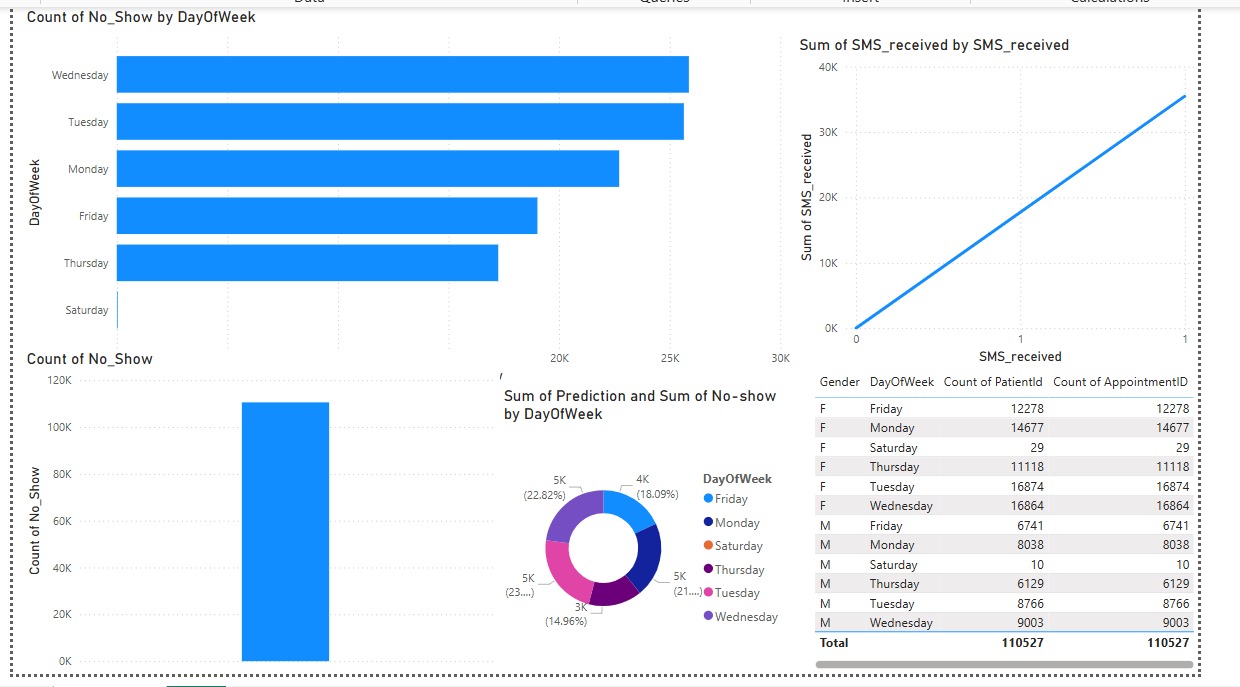 Data Queries Insert Calculations
Count of No_Show by DayOfWeek
DayOfWeek
Wednesday
Tuesday
Monday
Friday
Thursday
Saturday
20K 25K 30K
Sum of SMS_received by SMS_received
Sum of SMS_received
40K
30K
20K
10K
0K
0 1 1
SMS_received
Count of No_Show
Count of No_Show
120K
100K
80K
60K
40K
20K
0K
Sum of Prediction and Sum of No-show
by DayOfWeek
5K
(22.82%)
4K
(18.09%)
5K
(23....)
5K
(21....)
3K
(14.96%)
DayOfWeek
Friday
Monday
Saturday
Thursday
Tuesday
Wednesday
Gender DayOfWeek Count of PatientId Count of AppointmentID
F Friday 12278 12278
F Monday 14677 14677
F Saturday 29 29
F Thursday 11118 11118
F Tuesday 16874 16874
F Wednesday 16864 16864
M Friday 6741 6741
M Monday 8038 8038
M Saturday 10 10
M Thursday 6129 6129
M Tuesday 8766 8766
M Wednesday 9003 9003
Total 110527 110527